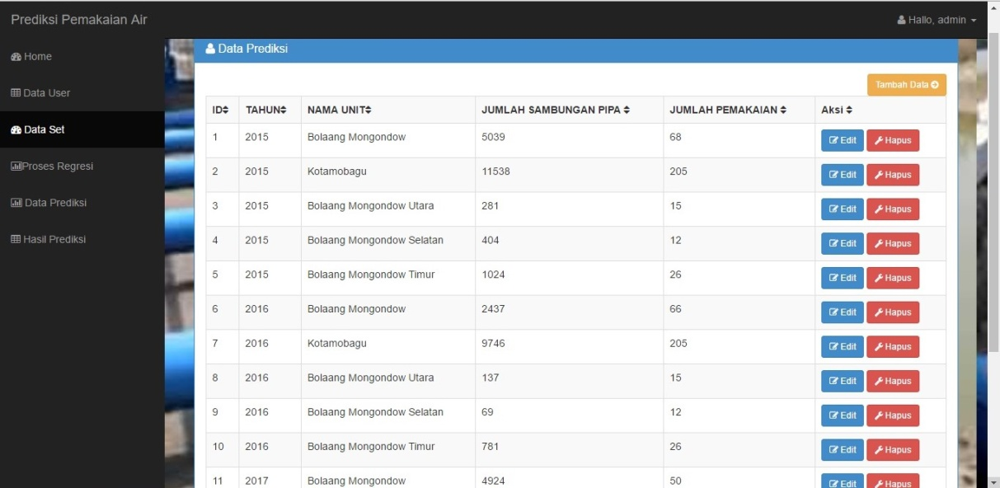 Prediksi Pemakaian Air
Hallo, admin
Home
Data User
Data Set
Proses Regresi
Data Prediksi
Hasil Prediksi
Data Prediksi
Tambah Data
ID TAHUN NAMA UNIT JUMLAH SAMBUNGAN PIPA JUMLAH PEMAKAIAN Aksi
1 2015 Bolaang Mongondow 5039 68 Edit Hapus
2 2015 Kotamobagu 11538 205 Edit Hapus
3 2015 Bolaang Mongondow Utara 281 15 Edit Hapus
4 2015 Bolaang Mongondow Selatan 404 12 Edit Hapus
5 2015 Bolaang Mongondow Timur 1024 26 Edit Hapus
6 2016 Bolaang Mongondow 2437 66 Edit Hapus
7 2016 Kotamobagu 9746 205 Edit Hapus
8 2016 Bolaang Mongondow Utara 137 15 Edit Hapus
9 2016 Bolaang Mongondow Selatan 69 12 Edit Hapus
10 2016 Bolaang Mongondow Timur 781 26 Edit Hapus
11 2017 Bolaang Mongondow 4924 50 Edit Hapus